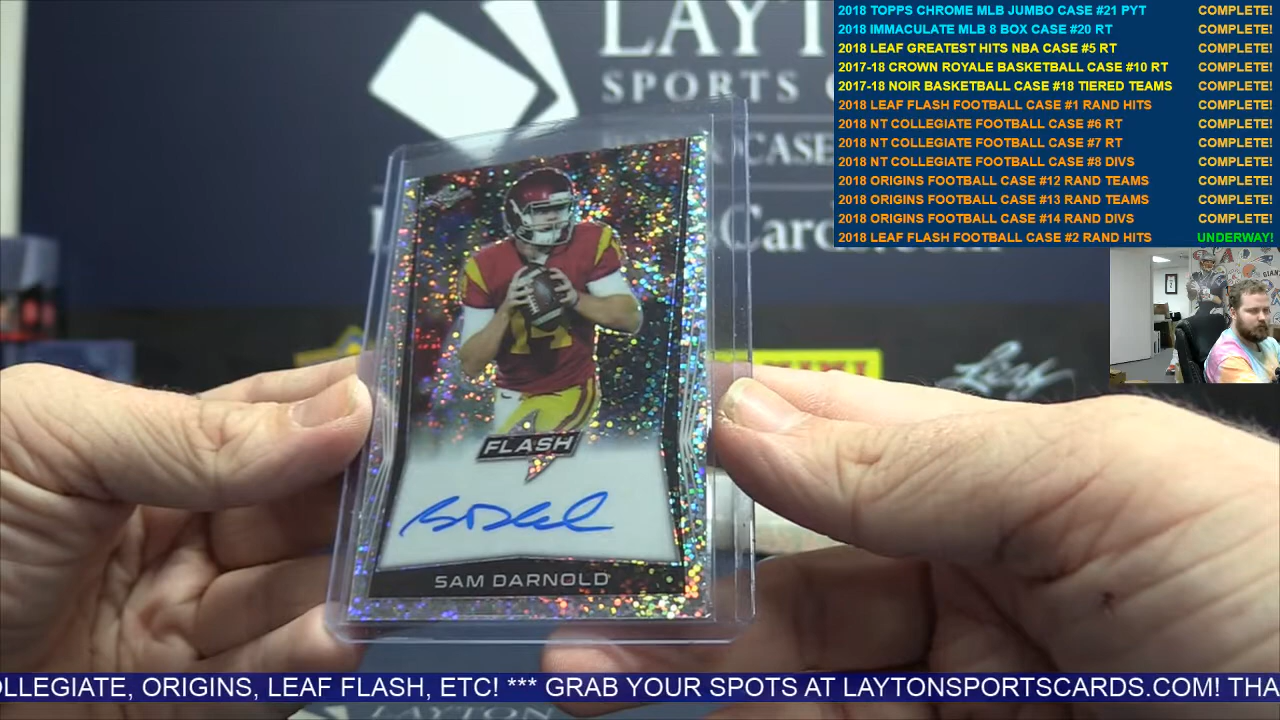 2018 TOPPS CHROME MLB JUMBO CASE #21 PYT COMPLETE!
2018 IMMACULATE MLB 8 BOX CASE #20 RT COMPLETE!
2018 LEAF GREATEST HITS NBA CASE #5 RT COMPLETE!
2017-18 CROWN ROYALE BASKETBALL CASE #10 RT COMPLETE!
2017-18 NOIR BASKETBALL CASE #18 TIERED TEAMS COMPLETE!
2018 LEAF FLASH FOOTBALL CASE #1 RAND HITS COMPLETE!
2018 NT COLLEGIATE FOOTBALL CASE #6 RT COMPLETE!
2018 NT COLLEGIATE FOOTBALL CASE #7 RT COMPLETE!
2018 NT COLLEGIATE FOOTBALL CASE #8 DIVS COMPLETE!
2018 ORIGINS FOOTBALL CASE #12 RAND TEAMS COMPLETE!
2018 ORIGINS FOOTBALL CASE #13 RAND TEAMS COMPLETE!
2018 ORIGINS FOOTBALL CASE #14 RAND DIVS COMPLETE!
2018 LEAF FLASH FOOTBALL CASE #2 RAND HITS UNDERWAY!
LAYT
SPORTS C
CASE
Cards.
14
Leaf
FLASH
SAM DARNOLD
OLLEGIATE, ORIGINS, LEAF FLASH, ETC! *** GRAB YOUR SPOTS AT LAYTONSPORTSCARDS.COM! THA
LAYTON